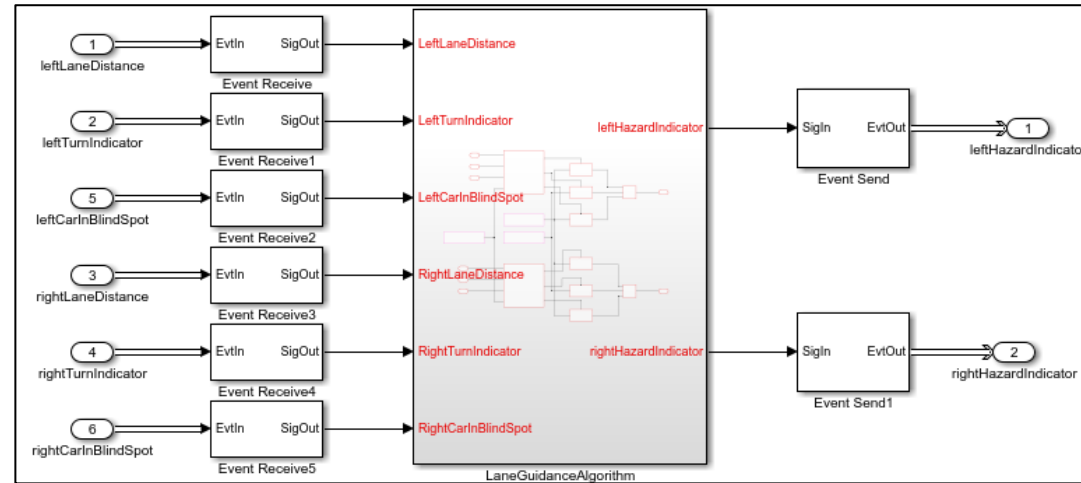 1
leftLaneDistance
EvtIn SigOut
Event Receive
LeftLaneDistance
2
leftTurnIndicator
EvtIn SigOut
Event Receive1
LeftTurnIndicator
5
leftCarInBlindSpot
EvtIn SigOut
Event Receive2
LeftCarInBlindSpot
3
rightLaneDistance
EvtIn SigOut
Event Receive3
RightLaneDistance
4
rightTurnIndicator
EvtIn SigOut
Event Receive4
RightTurnIndicator
6
rightCarInBlindSpot
EvtIn SigOut
Event Receive5
RightCarInBlindSpot
leftHazardIndicator
rightHazardIndicator
LaneGuidanceAlgorithm
SigIn EvtOut
Event Send
1
leftHazardIndicato
SigIn EvtOut
Event Send1
2
rightHazardIndicator